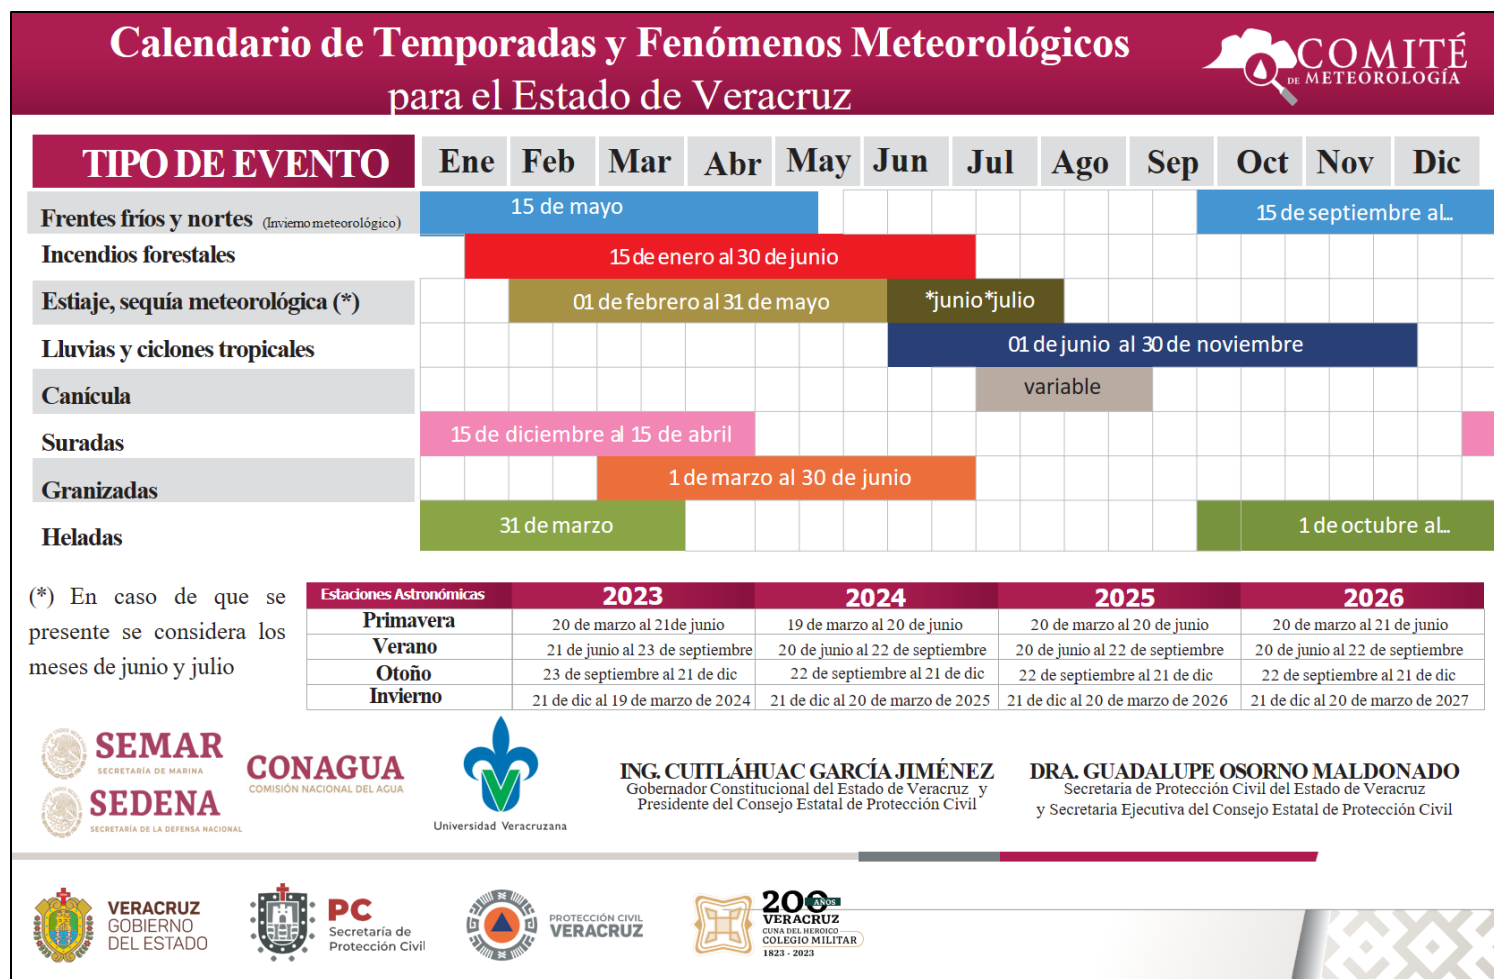 Calendario de Temporadas y Fenómenos Meteorológicos
para el Estado de Veracruz
COMITÉ
DE METEOROLOGÍA
TIPO DE EVENTO Ene Feb Mar Abr May Jun Jul Ago Sep Oct Nov Dic
Frentes fríos y nortes (Invierno meteorológico) 15 de mayo 15 de septiembre al...
Incendios forestales 15 de enero al 30 de junio
Estiaje, sequía meteorológica (*) 01 de febrero al 31 de mayo *junio*julio
Lluvias y ciclones tropicales 01 de junio al 30 de noviembre
Canícula variable
Suradas 15 de diciembre al 15 de abril
Granizadas 1 de marzo al 30 de junio
Heladas 31 de marzo 1 de octubre al...
(*) En caso de que se
presente se considera los
meses de junio y julio
Estaciones Astronómicas 2023 2024 2025 2026
Primavera 20 de marzo al 21de junio 19 de marzo al 20 de junio 20 de marzo al 20 de junio 20 de marzo al 21 de junio
Verano 21 de junio al 23 de septiembre 20 de junio al 22 de septiembre 20 de junio al 22 de septiembre 20 de junio al 22 de septiembre
Otoño 23 de septiembre al 21 de dic 22 de septiembre al 21 de dic 22 de septiembre al 21 de dic 22 de septiembre al 21 de dic
Invierno 21 de dic al 19 de marzo de 2024 21 de dic al 20 de marzo de 2025 21 de dic al 20 de marzo de 2026 21 de dic al 20 de marzo de 2027
SEMAR
SECRETARÍA DE MARINA
SEDENA
SECRETARÍA DE LA DEFENSA NACIONAL
CONAGUA
COMISIÓN NACIONAL DEL AGUA
Universidad Veracruzana
ING. CUITLÁHUAC GARCÍA JIMÉNEZ
Gobernador Constitucional del Estado de Veracruz y
Presidente del Consejo Estatal de Protección Civil
DRA. GUADALUPE OSORNO MALDONADO
Secretaria de Protección Civil del Estado de Veracruz
y Secretaria Ejecutiva del Consejo Estatal de Protección Civil
VERACRUZ
GOBIERNO
DEL ESTADO
PC
Secretaría de
Protección Civil
PROTECCIÓN CIVIL
VERACRUZ
200 AÑOS
VERACRUZ
CUNA DEL HEROICO
COLEGIO MILITAR
1823 - 2023